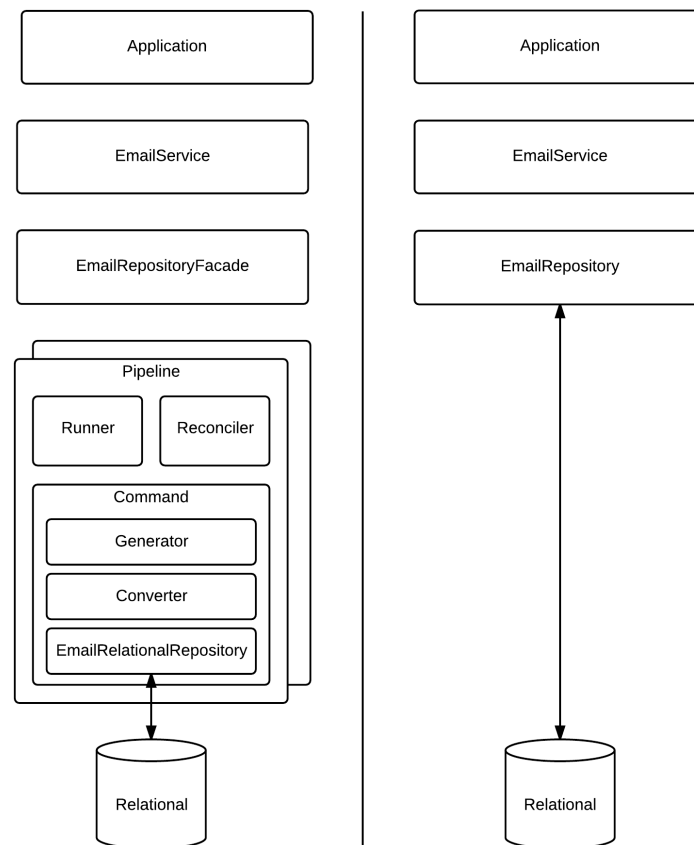 Application
EmailService
EmailRepositoryFacade
Pipeline
Runner
Reconciler
Command
Generator
Converter
EmailRelationalRepository
Relational
Application
EmailService
EmailRepository
Relational